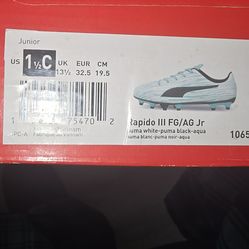 Junior
US UK EUR CM
1½C 13½ 32.5 19.5
75470 2
Rapido III FG/AG Jr
puma white-puma black-aqua
puma blanc-puma noir-aqua
1065